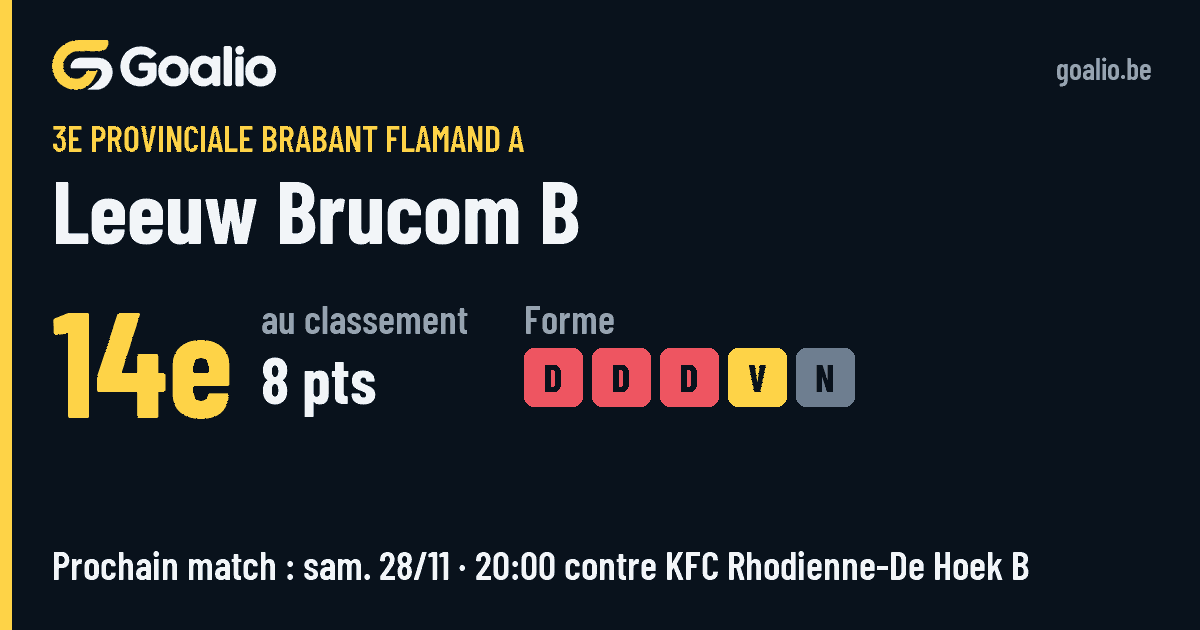 Goalio
goalio.be
3E PROVINCIALE BRABANT FLAMAND A
Leeuw Brucom B
14e
au classement
8 pts
Forme
D D D V N
Prochain match : sam. 28/11 · 20:00 contre KFC Rhodienne-De Hoek B